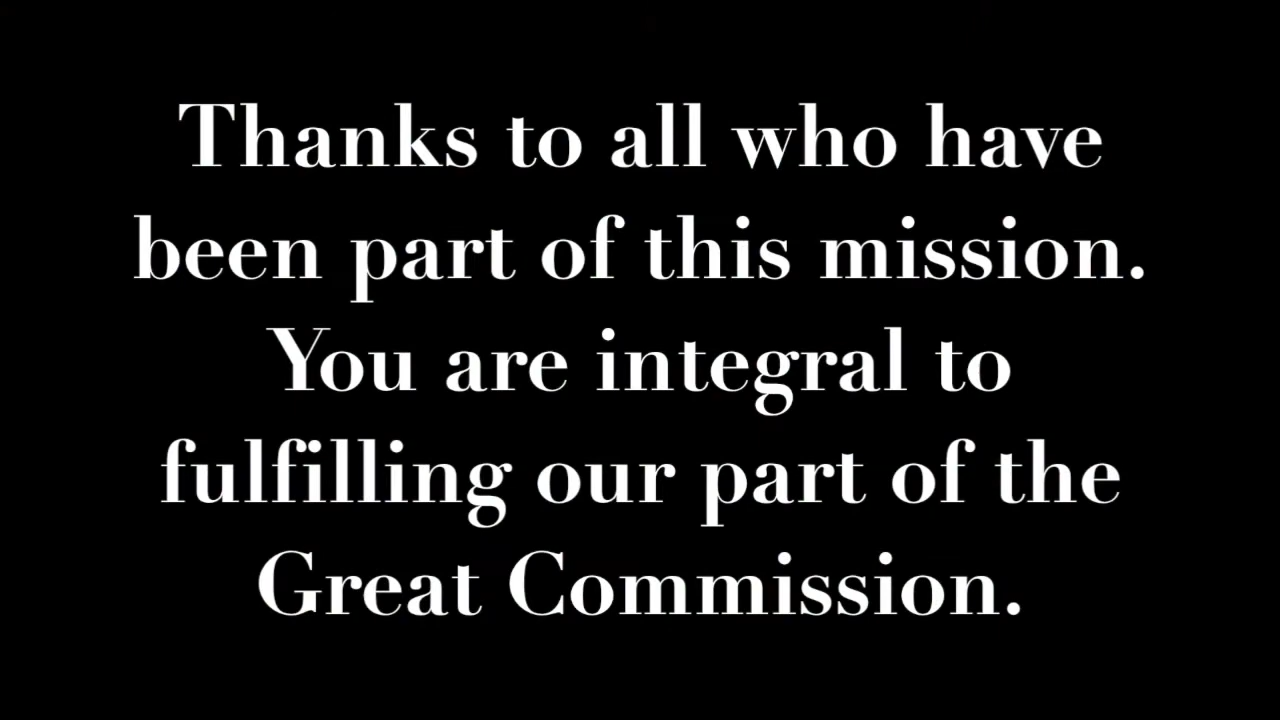 Thanks to all who have
been part of this mission.
You are integral to
fulfilling our part of the
Great Commission.